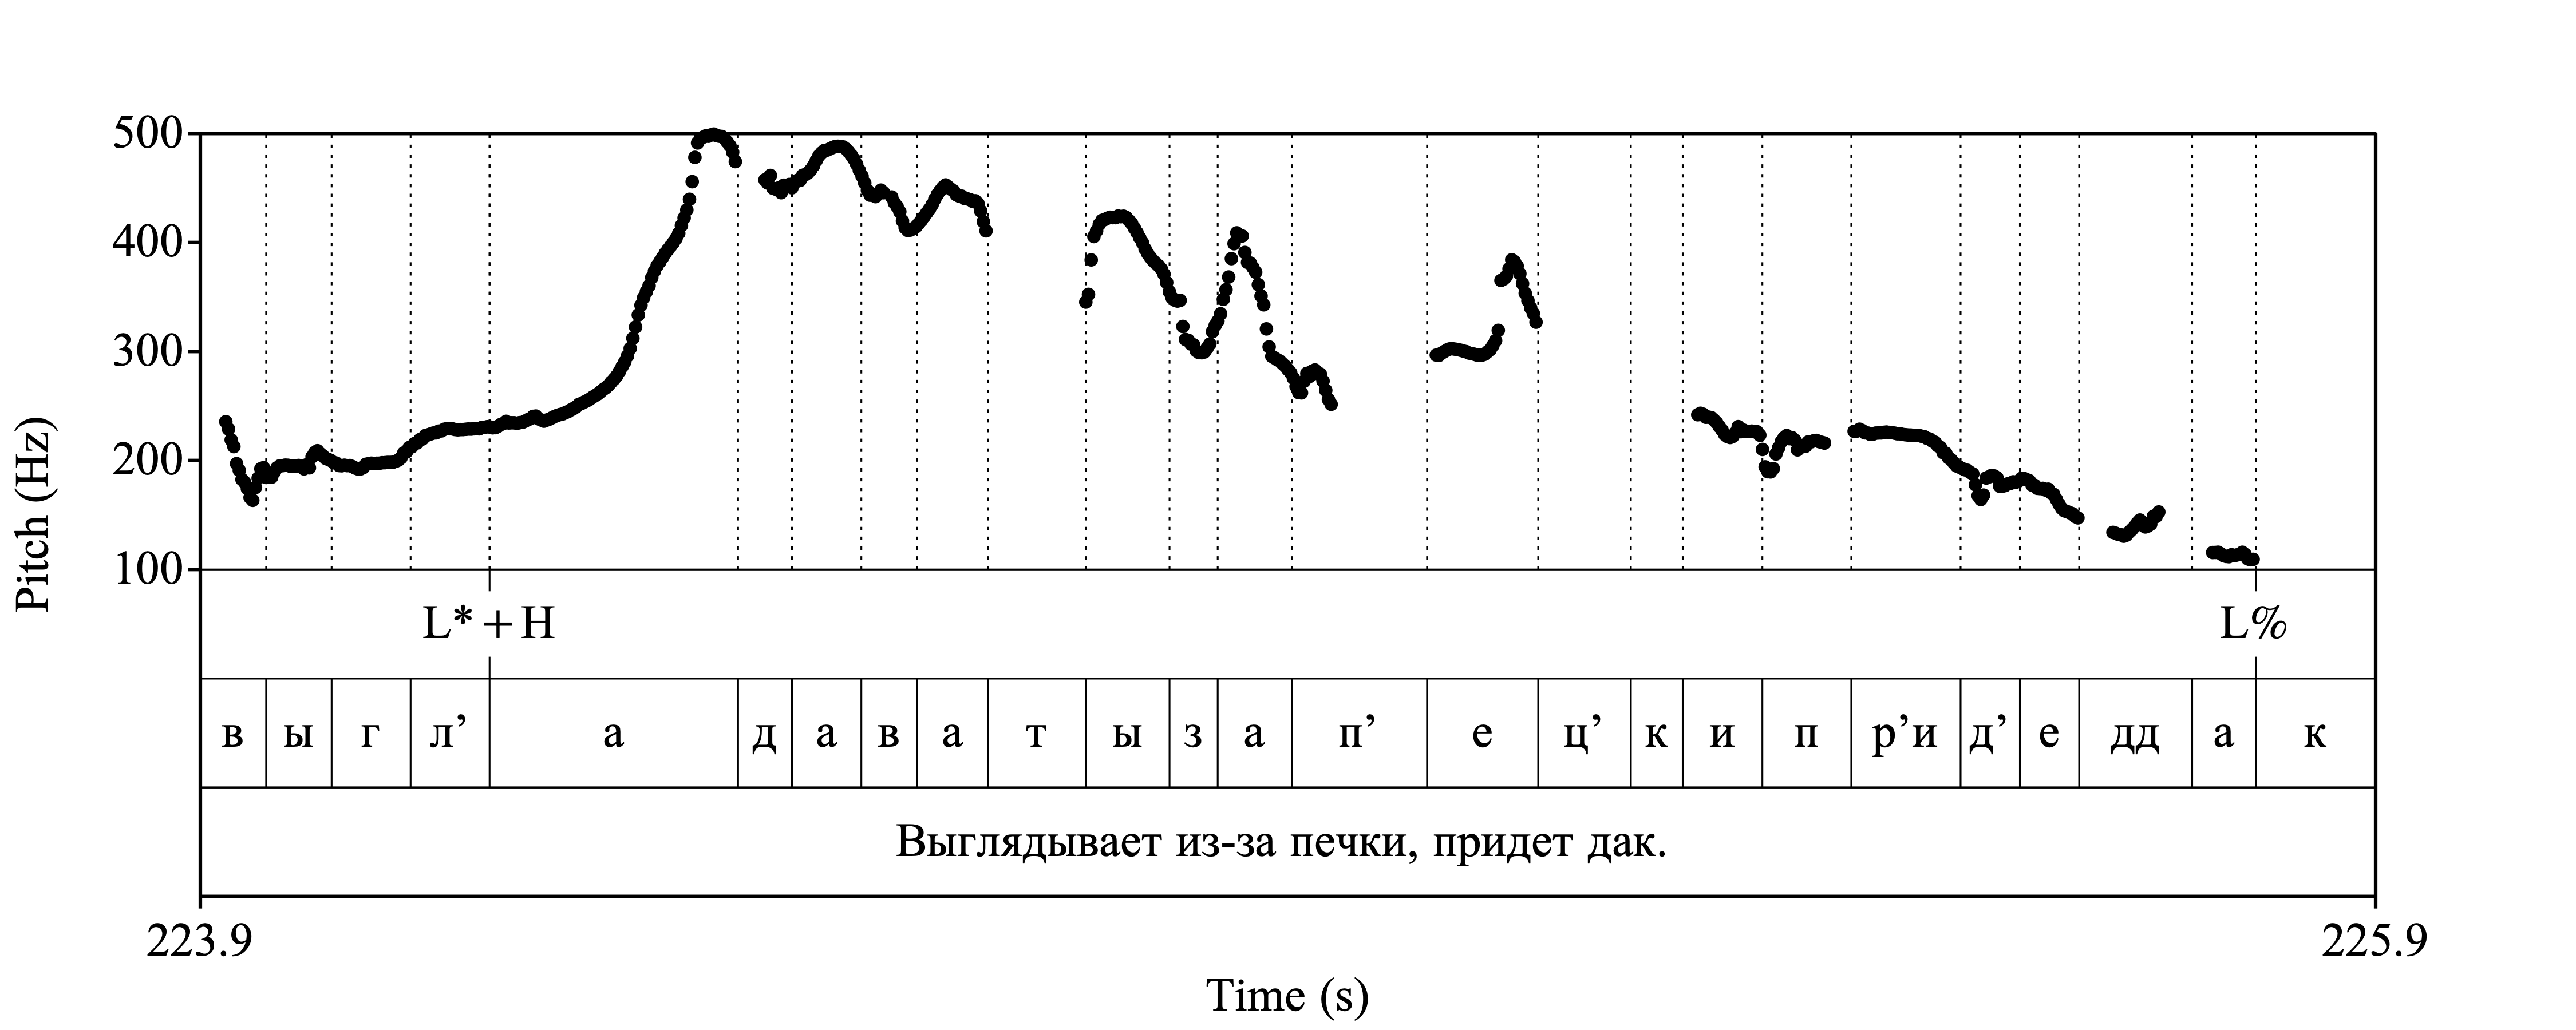 500
400
300
200
100
Pitch (Hz)
L*+H L%
в ы г л’ а д а в а т ы з а п’ е ц’ к и п р’и д’ е дд а к
Выглядывает из-за печки, придет дак.
223.9 225.9
Time (s)